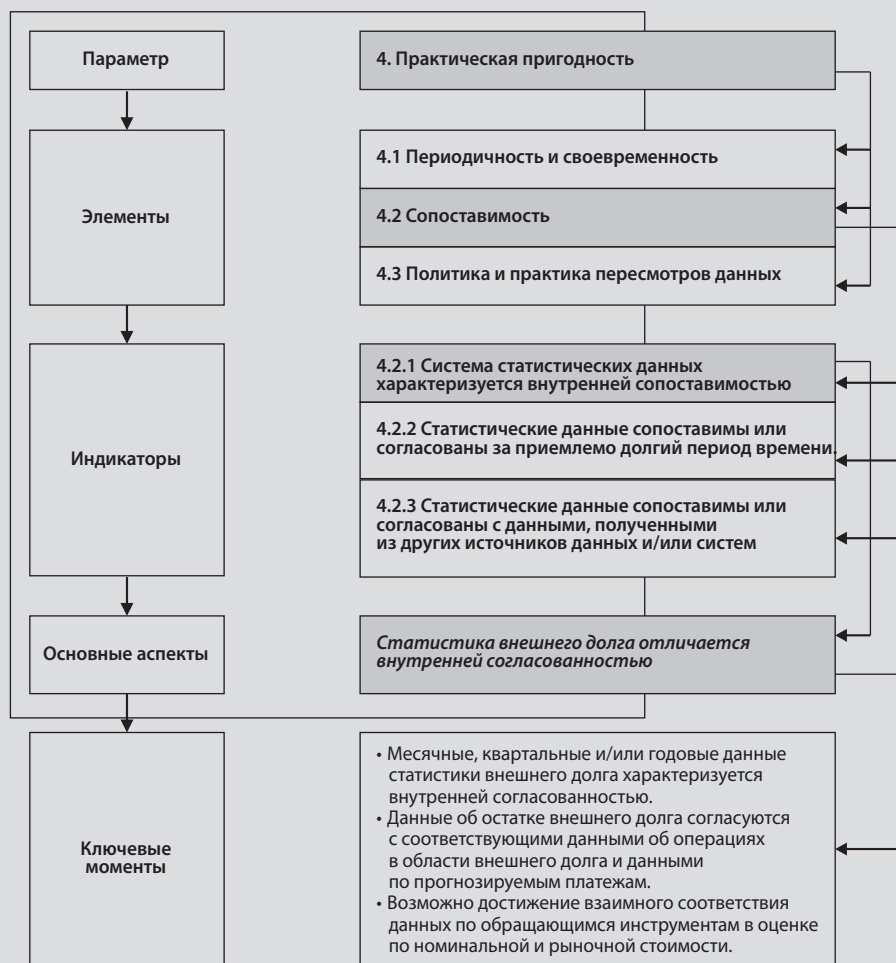 Параметр
4. Практическая пригодность
Элементы
4.1 Периодичность и своевременность
4.2 Сопоставимость
4.3 Политика и практика пересмотров данных
Индикаторы
4.2.1 Система статистических данных
характеризуется внутренней сопоставимостью
4.2.2 Статистические данные сопоставимы или
согласованы за приемлемо долгий период времени.
4.2.3 Статистические данные сопоставимы или
согласованы с данными, полученными
из других источников данных и/или систем
Основные аспекты
Статистика внешнего долга отличается
внутренней согласованностью
Ключевые
моменты
• Месячные, квартальные и/или годовые данные
статистики внешнего долга характеризуется
внутренней согласованностью.
• Данные об остатке внешнего долга согласуются
с соответствующими данными об операциях
в области внешнего долга и данными
по прогнозируемым платежам.
• Возможно достижение взаимного соответствия
данных по обращающимся инструментам в оценке
по номинальной и рыночной стоимости.